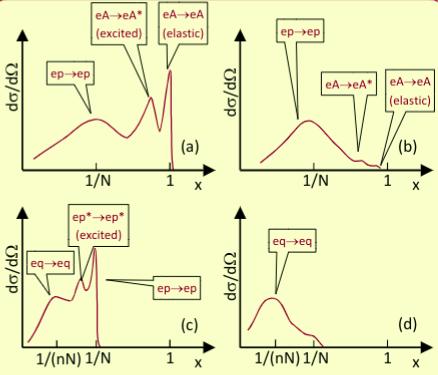 eA→eA*
(excited)
eA→eA
(elastic)
ep→ep
dσ/dΩ
(a)
1/N
1
x
ep→ep
eA→eA*
eA→eA
(elastic)
dσ/dΩ
(b)
1/N
1
x
ep*→ep*
(excited)
eq→eq
ep→ep
dσ/dΩ
(c)
1/(nN)
1/N
1
x
eq→eq
dσ/dΩ
(d)
1/(nN)
1/N
1
x